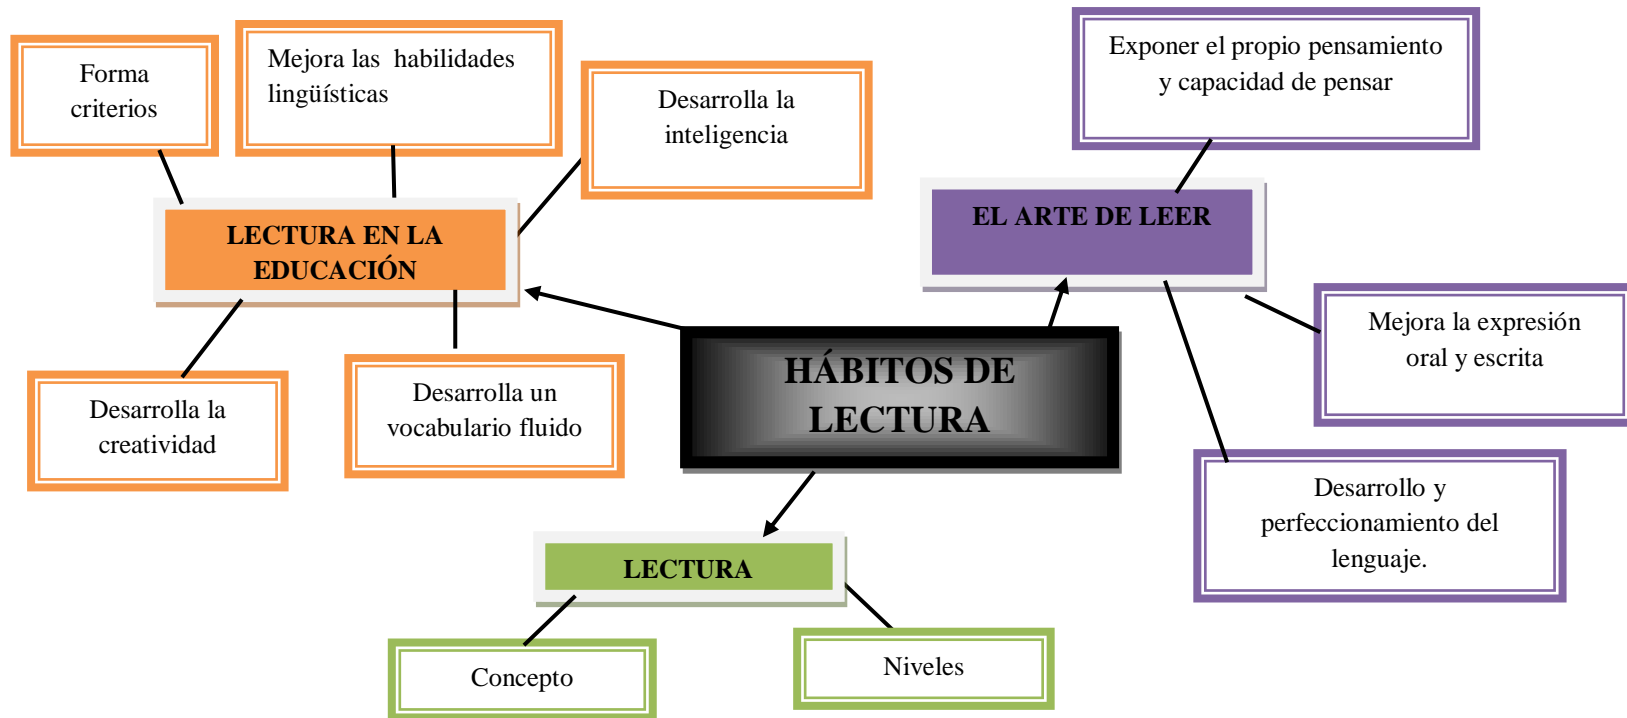 Forma
criterios
Mejora las  habilidades
lingüísticas
Desarrolla la
inteligencia
LECTURA EN LA
EDUCACIÓN
Desarrolla la
creatividad
Desarrolla un
vocabulario fluido
Exponer el propio pensamiento
y capacidad de pensar
EL ARTE DE LEER
Mejora la expresión
oral y escrita
Desarrollo y
perfeccionamiento del
lenguaje.
HÁBITOS DE
LECTURA
LECTURA
Concepto
Niveles